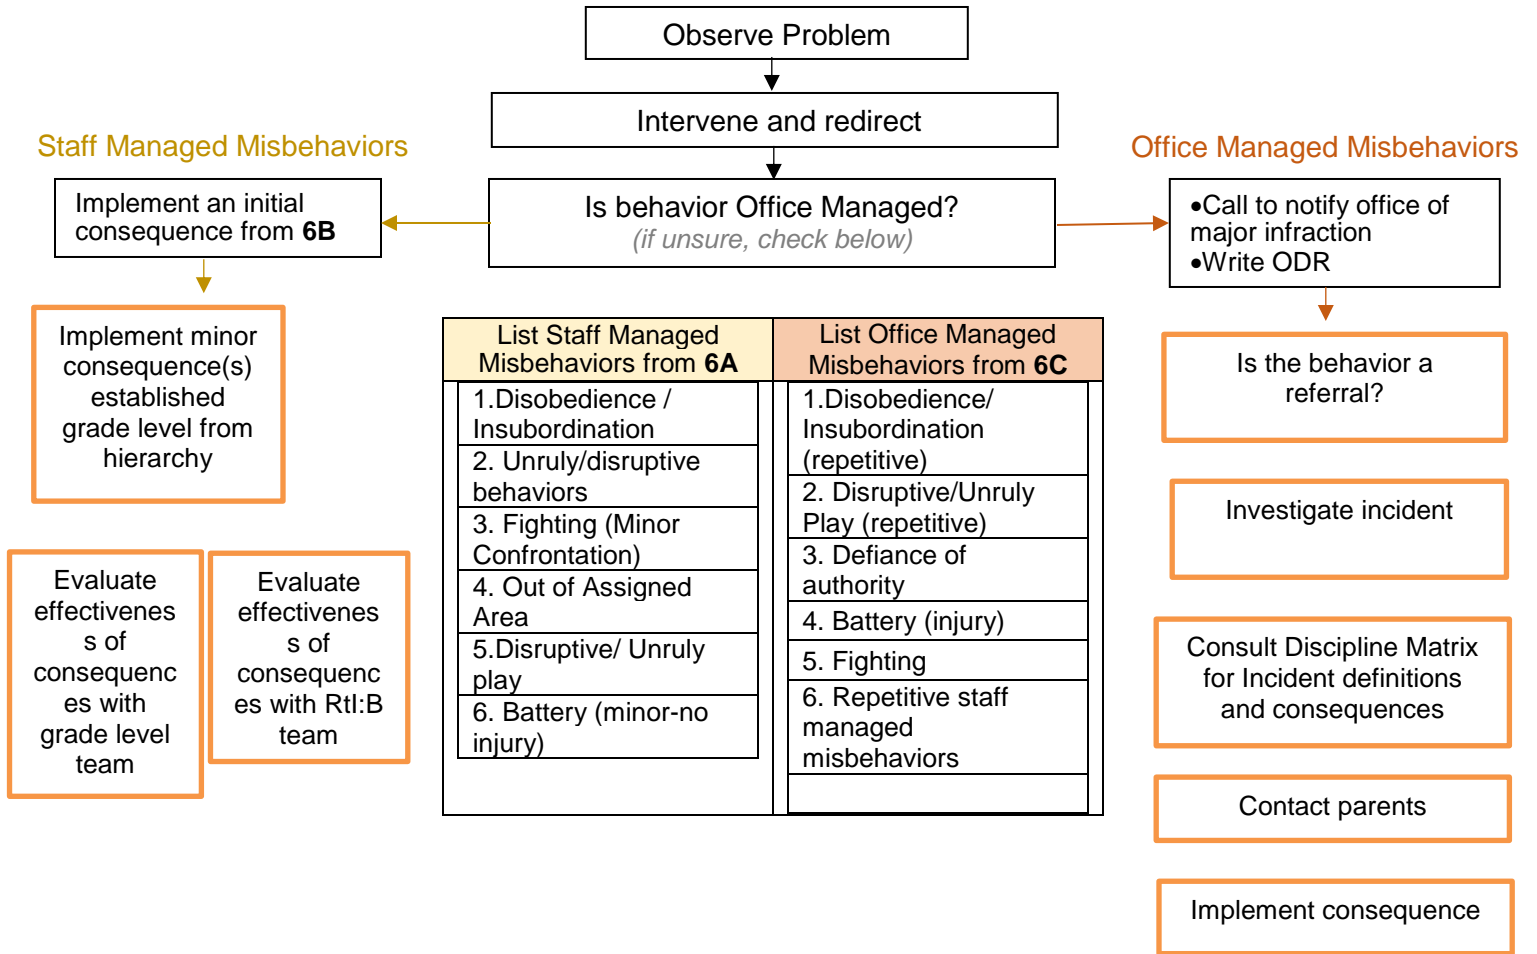 Observe Problem
Intervene and redirect
Is behavior Office Managed?
(if unsure, check below)
Staff Managed Misbehaviors
Implement an initial
consequence from 6B
Implement minor
consequence(s)
established
grade level from
hierarchy
Evaluate
effectivenes
s of
consequenc
es with
grade level
team
Evaluate
effectivenes
s of
consequenc
es with RtI:B
team
List Staff Managed
Misbehaviors from 6A
1.Disobedience /
Insubordination
2. Unruly/disruptive
behaviors
3. Fighting (Minor
Confrontation)
4. Out of Assigned
Area
5.Disruptive/ Unruly
play
6. Battery (minor-no
injury)
List Office Managed
Misbehaviors from 6C
1.Disobedience/
Insubordination
(repetitive)
2. Disruptive/Unruly
Play (repetitive)
3. Defiance of
authority
4. Battery (injury)
5. Fighting
6. Repetitive staff
managed
misbehaviors
Office Managed Misbehaviors
•Call to notify office of
major infraction
•Write ODR
Is the behavior a
referral?
Investigate incident
Consult Discipline Matrix
for Incident definitions
and consequences
Contact parents
Implement consequence